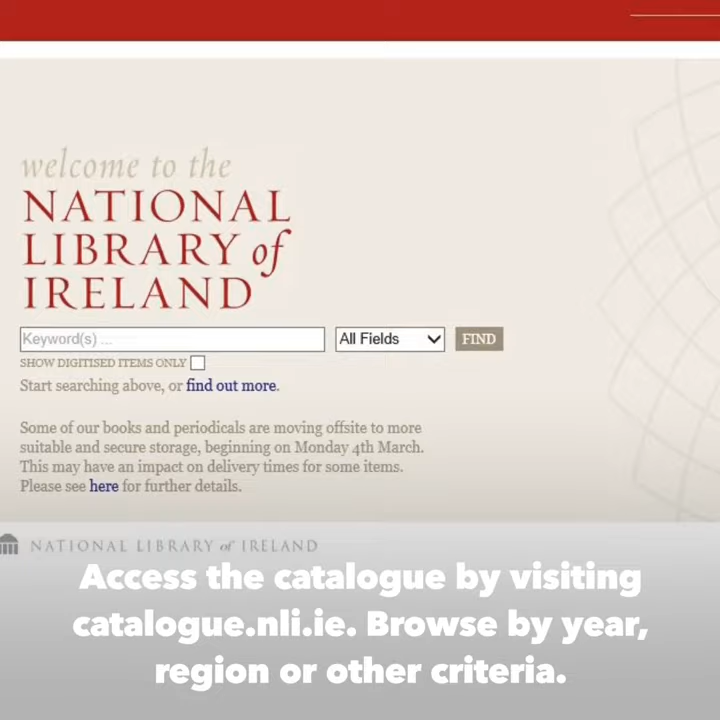 welcome to the
NATIONAL
LIBRARY of
IRELAND
Keyword(s) ...
All Fields
FIND
SHOW DIGITISED ITEMS ONLY
Start searching above, or find out more.
Some of our books and periodicals are moving offsite to more
suitable and secure storage, beginning on Monday 4th March.
This may have an impact on delivery times for some items.
Please see here for further details.
NATIONAL LIBRARY of IRELAND
Access the catalogue by visiting
catalogue.nli.ie. Browse by year,
region or other criteria.